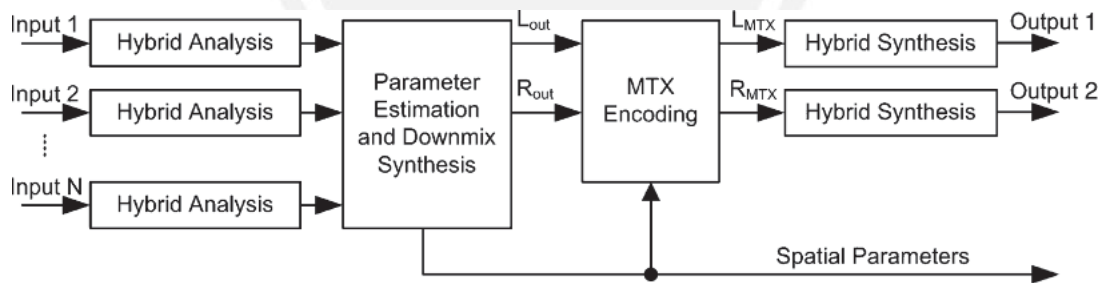 Input 1
Hybrid Analysis
Input 2
Hybrid Analysis
Input N
Hybrid Analysis
Parameter
Estimation
and Downmix
Synthesis
Lout
Rout
MTX
Encoding
LMTX
RMTX
Hybrid Synthesis
Output 1
Hybrid Synthesis
Output 2
Spatial Parameters